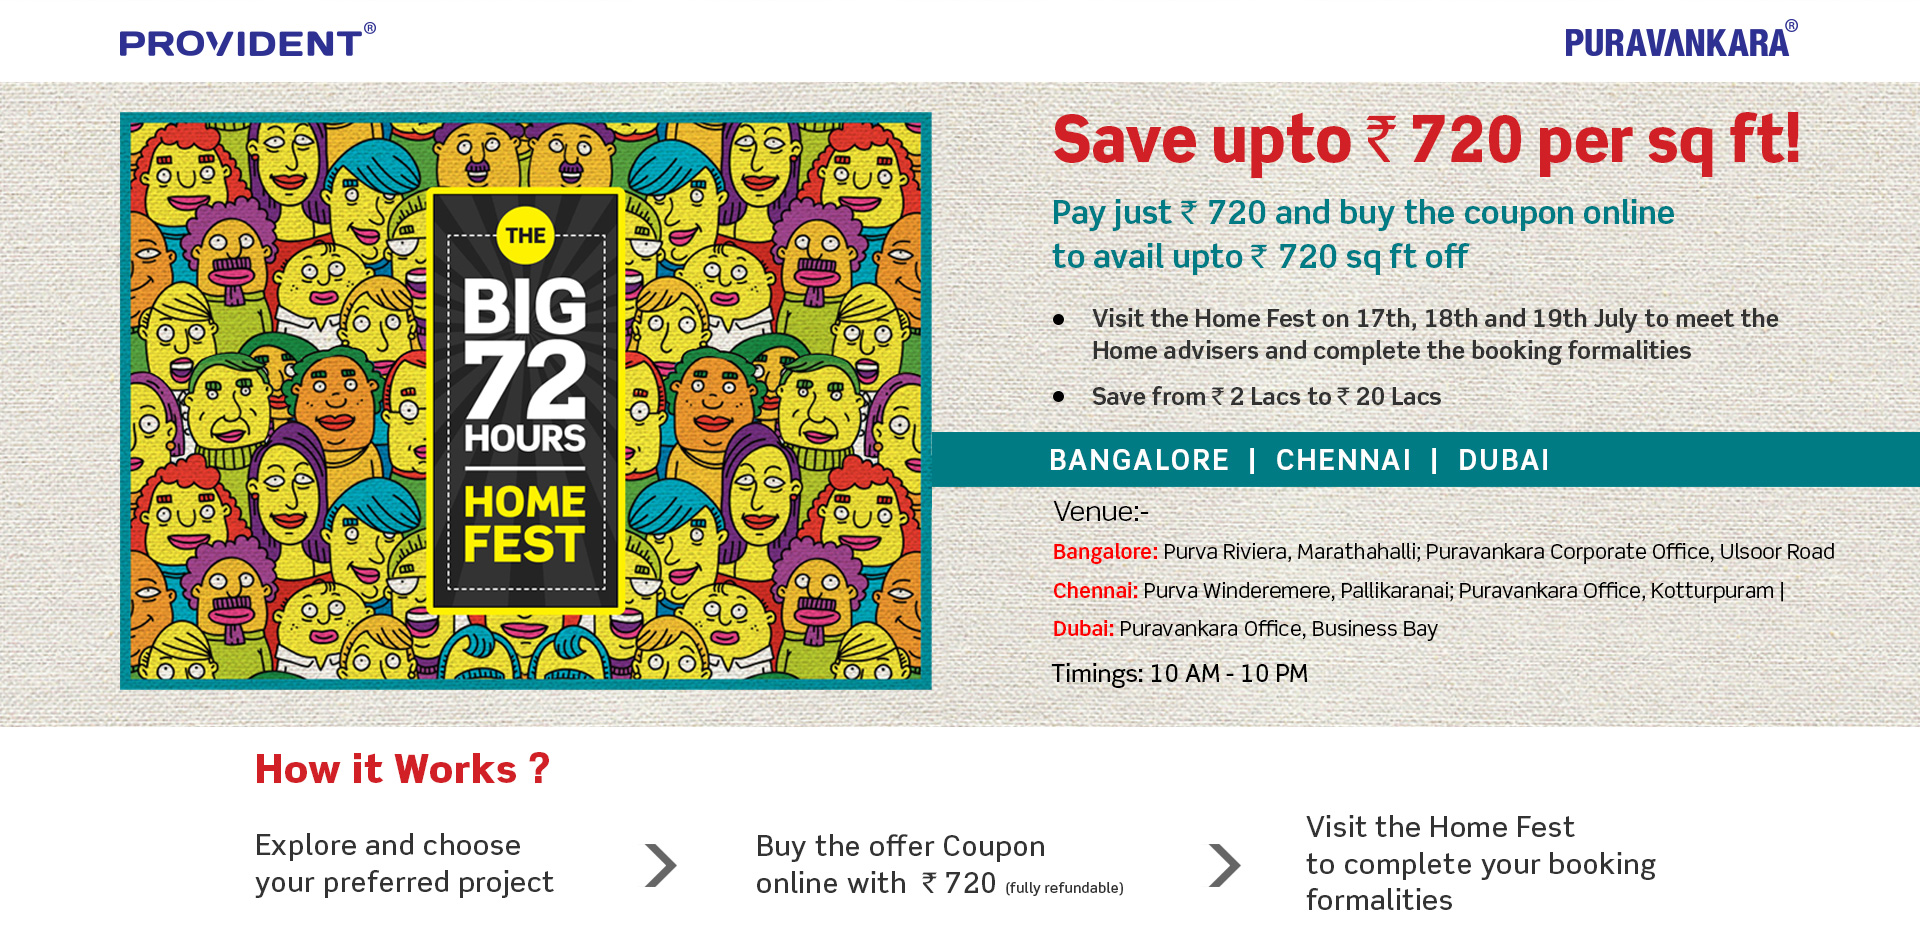 PROVIDENT®
PURAVANKARA®
THE
BIG
72
HOURS
HOME
FEST
Save upto ₹ 720 per sq ft!
Pay just ₹ 720 and buy the coupon online
to avail upto ₹ 720 sq ft off
● Visit the Home Fest on 17th, 18th and 19th July to meet the
Home advisers and complete the booking formalities
● Save from ₹ 2 Lacs to ₹ 20 Lacs
BANGALORE | CHENNAI | DUBAI
Venue:-
Bangalore: Purva Riviera, Marathahalli; Puravankara Corporate Office, Ulsoor Road
Chennai: Purva Winderemere, Pallikaranai; Puravankara Office, Kotturpuram |
Dubai: Puravankara Office, Business Bay
Timings: 10 AM - 10 PM
How it Works ?
Explore and choose
your preferred project
Buy the offer Coupon
online with ₹ 720 (fully refundable)
Visit the Home Fest
to complete your booking
formalities